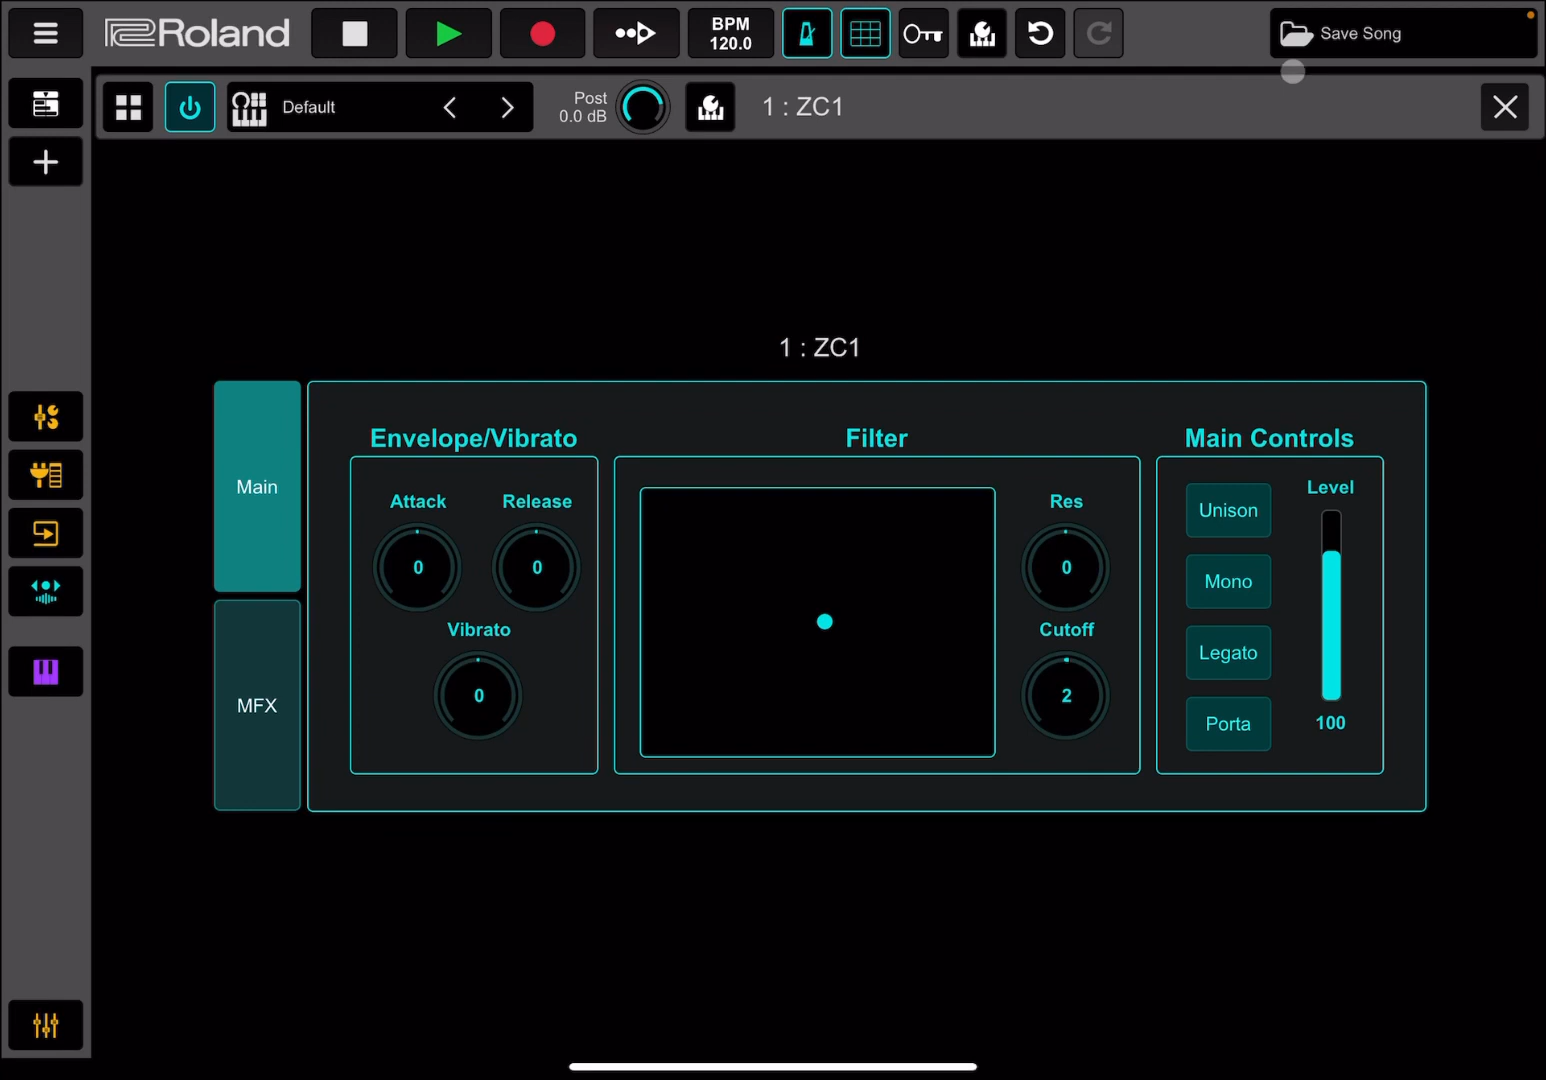 Roland
BPM
120.0
Save Song
Default
Post
0.0 dB
1 : ZC1
1 : ZC1
Main
MFX
Envelope/Vibrato
Attack
Release
0
0
Vibrato
0
Filter
Res
0
Cutoff
2
Main Controls
Unison
Mono
Legato
Porta
Level
100